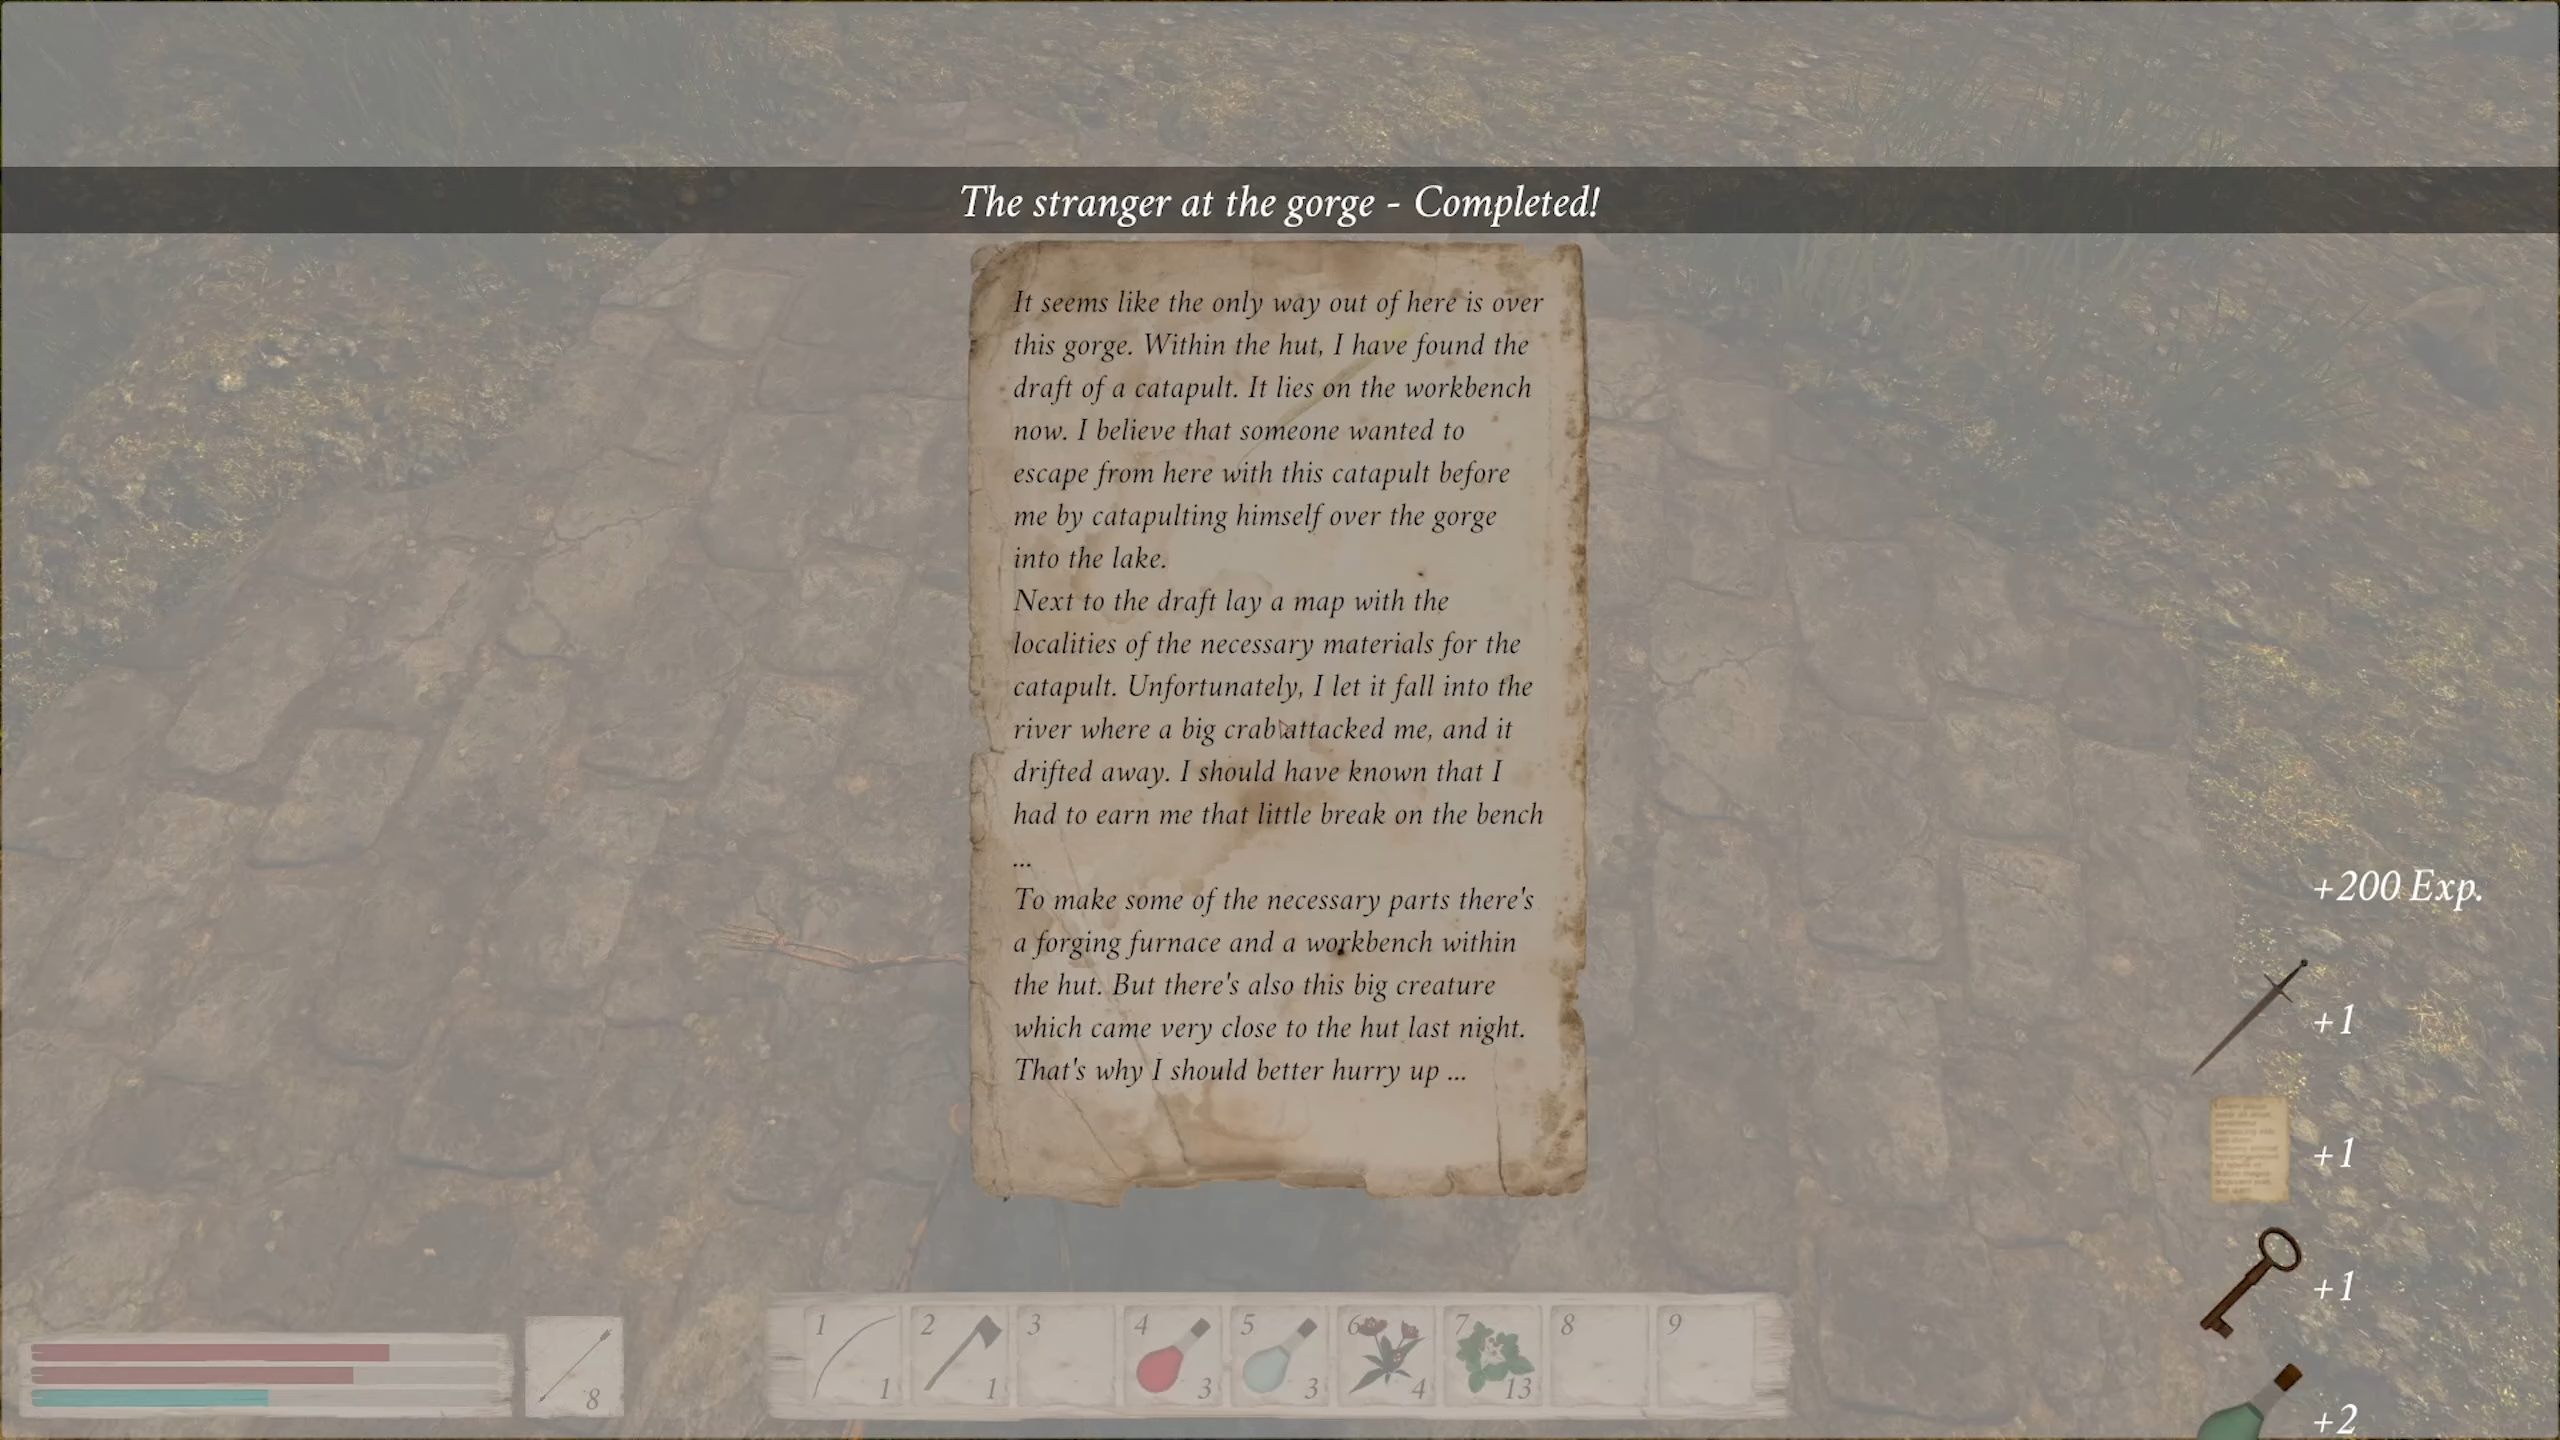 The stranger at the gorge - Completed!
It seems like the only way out of here is over
this gorge. Within the hut, I have found the
draft of a catapult. It lies on the workbench
now. I believe that someone wanted to
escape from here with this catapult before
me by catapulting himself over the gorge
into the lake.
Next to the draft lay a map with the
localities of the necessary materials for the
catapult. Unfortunately, I let it fall into the
river where a big crab attacked me, and it
drifted away. I should have known that I
had to earn me that little break on the bench
...
To make some of the necessary parts there's
a forging furnace and a workbench within
the hut. But there's also this big creature
which came very close to the hut last night.
That's why I should better hurry up ...
+200 Exp.
+1
+1
+1
+2
8
1 2 3 4 5 6 7 8 9
1 1 3 3 4 13